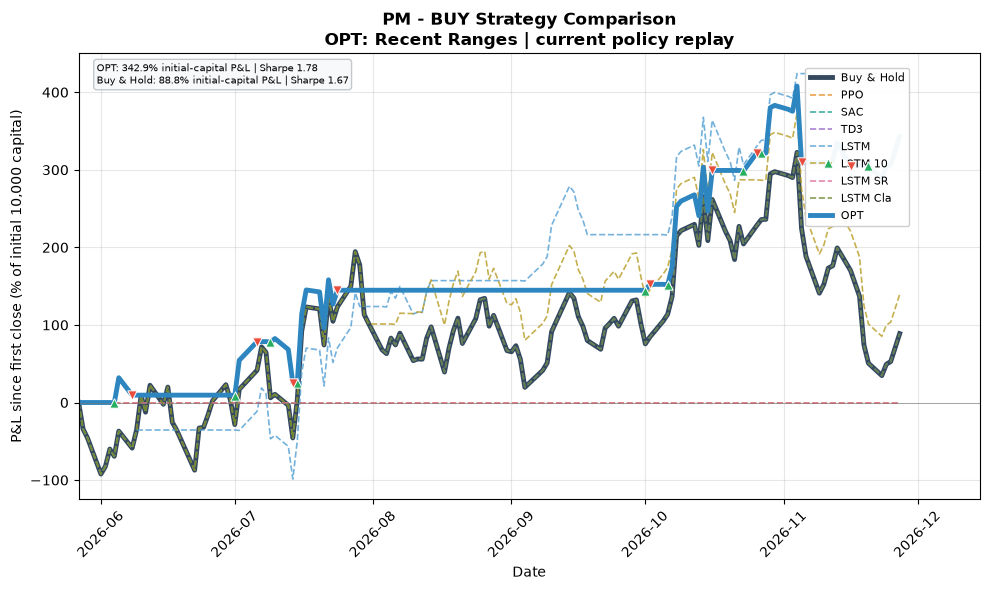 PM - BUY Strategy Comparison
OPT: Recent Ranges | current policy replay
OPT: 342.9% initial-capital P&L | Sharpe 1.78
Buy & Hold: 88.8% initial-capital P&L | Sharpe 1.67
Buy & Hold
PPO
SAC
TD3
LSTM
LSTM 10
LSTM SR
LSTM Cla
OPT
P&L since first close (% of initial 10,000 capital)
400
300
200
100
0
−100
2026-06
2026-07
2026-08
2026-09
2026-10
2026-11
2026-12
Date